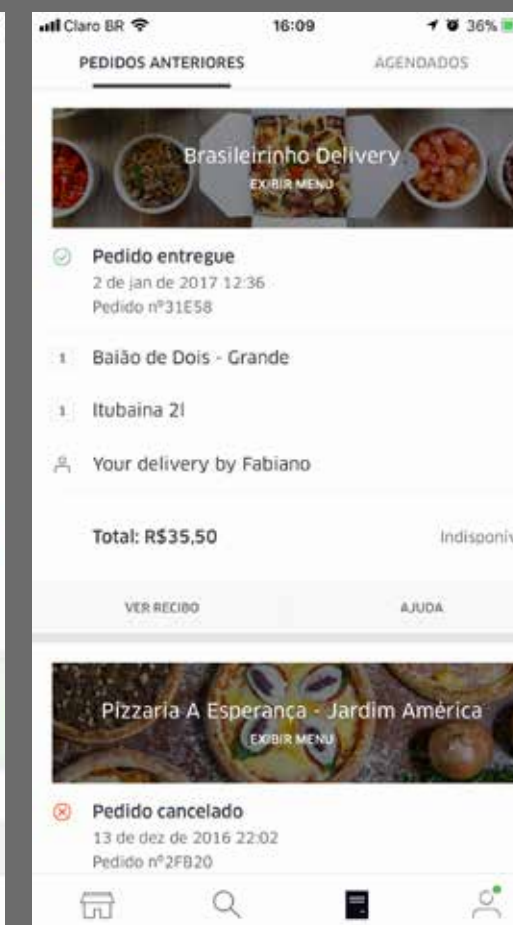 Claro BR 16:09 36%
PEDIDOS ANTERIORES AGENDADOS
Brasileirinho Delivery
EXIBIR MENU
Pedido entregue
2 de jan de 2017 12:36
Pedido nº31E58
1 Baião de Dois - Grande
1 Itubaina 2l
Your delivery by Fabiano
Total: R$35,50 Indisponív
VER RECIBO AJUDA
Pizzaria A Esperança - Jardim América
EXIBIR MENU
Pedido cancelado
13 de dez de 2016 22:02
Pedido nº2FB20